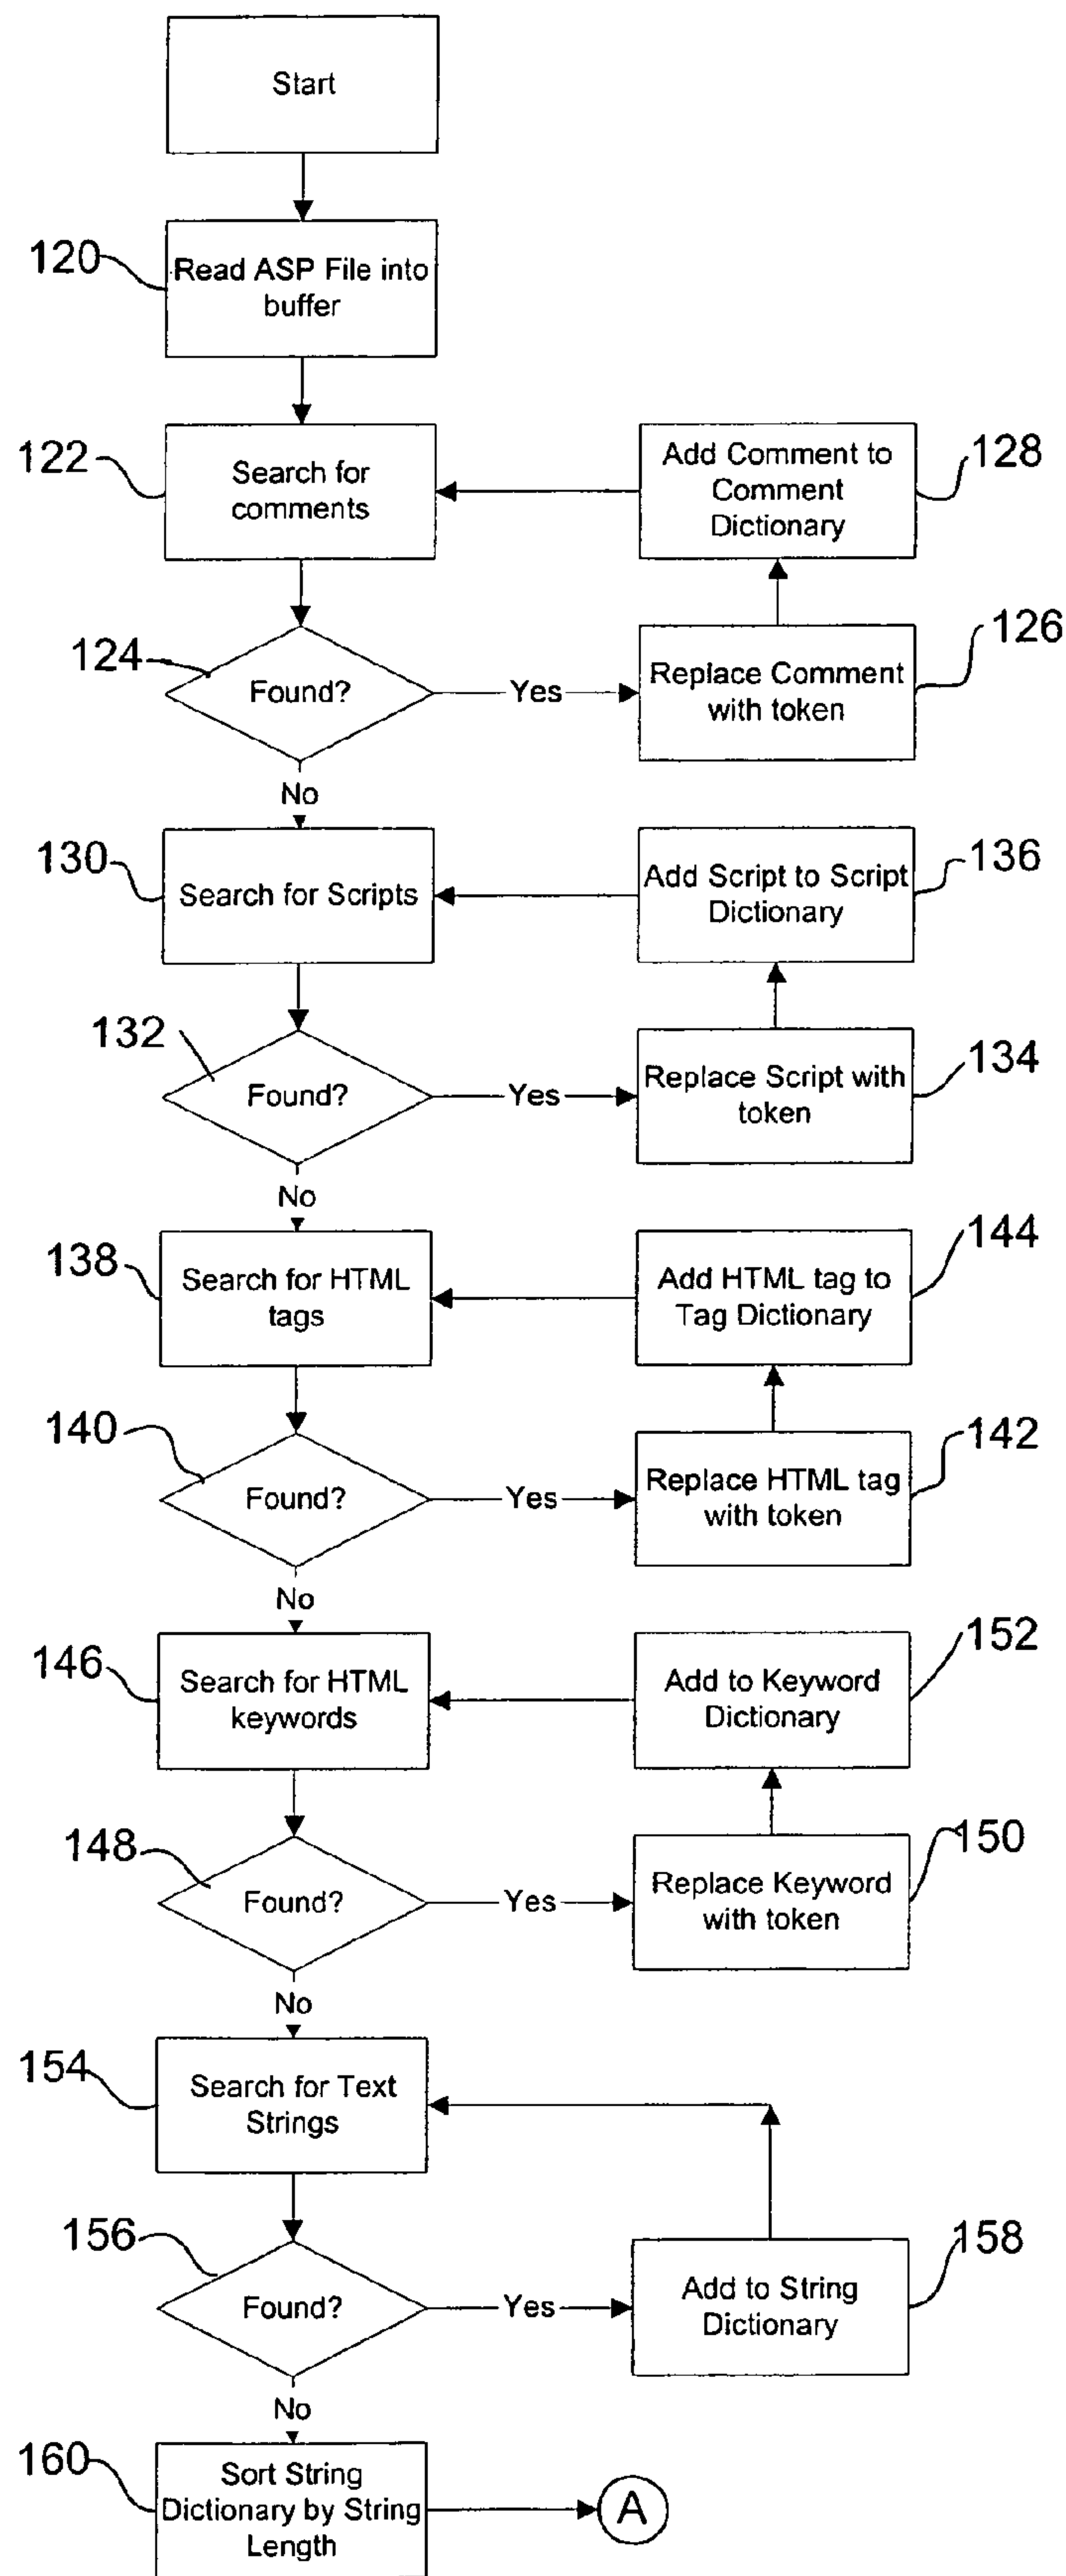 Start
120
Read ASP File into
buffer
122
Search for
comments
Add Comment to
Comment
Dictionary
128
124
Found?
Yes
Replace Comment
with token
126
No
130
Search for Scripts
Add Script to Script
Dictionary
136
132
Found?
Yes
Replace Script with
token
134
No
138
Search for HTML
tags
Add HTML tag to
Tag Dictionary
144
140
Found?
Yes
Replace HTML tag
with token
142
No
146
Search for HTML
keywords
Add to Keyword
Dictionary
152
148
Found?
Yes
Replace Keyword
with token
150
No
154
Search for Text
Strings
156
Found?
Yes
Add to String
Dictionary
158
No
160
Sort String
Dictionary by String
Length
A